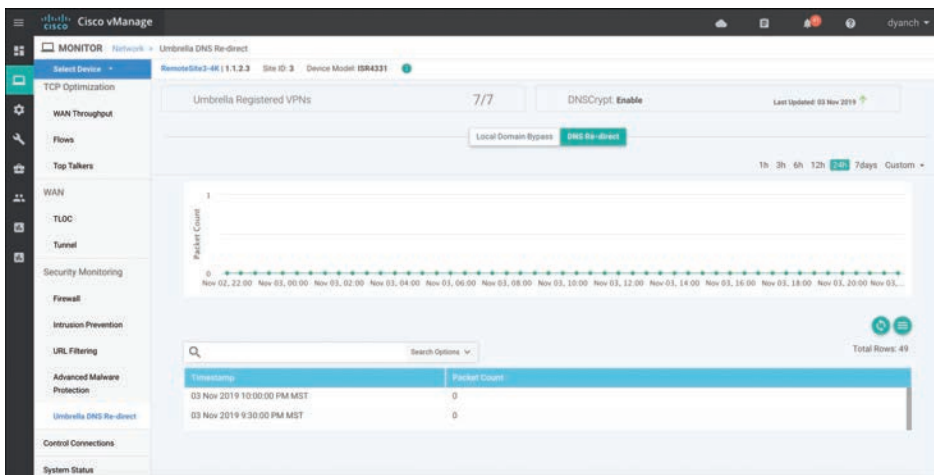 cisco Cisco vManage
dyanch
MONITOR Network > Umbrella DNS Re-direct
Select Device
RemoteSite3-4K | 1.1.2.3 Site ID: 3 Device Model: ISR4331
TCP Optimization
WAN Throughput
Flows
Top Talkers
WAN
TLOC
Tunnel
Security Monitoring
Firewall
Intrusion Prevention
URL Filtering
Advanced Malware
Protection
Umbrella DNS Re-direct
Control Connections
System Status
Umbrella Registered VPNs 7/7
DNSCrypt: Enable
Last Updated: 03 Nov 2019
Local Domain Bypass DNS Re-direct
1h 3h 6h 12h 24h 7days Custom
1
Packet Count
0
Nov 02, 22:00 Nov 03, 00:00 Nov 03, 02:00 Nov 03, 04:00 Nov 03, 06:00 Nov 03, 08:00 Nov 03, 10:00 Nov 03, 12:00 Nov 03, 14:00 Nov 03, 16:00 Nov 03, 18:00 Nov 03, 20:00 Nov 03,...
Search Options
Total Rows: 49
Timestamp Packet Count
03 Nov 2019 10:00:00 PM MST 0
03 Nov 2019 9:30:00 PM MST 0